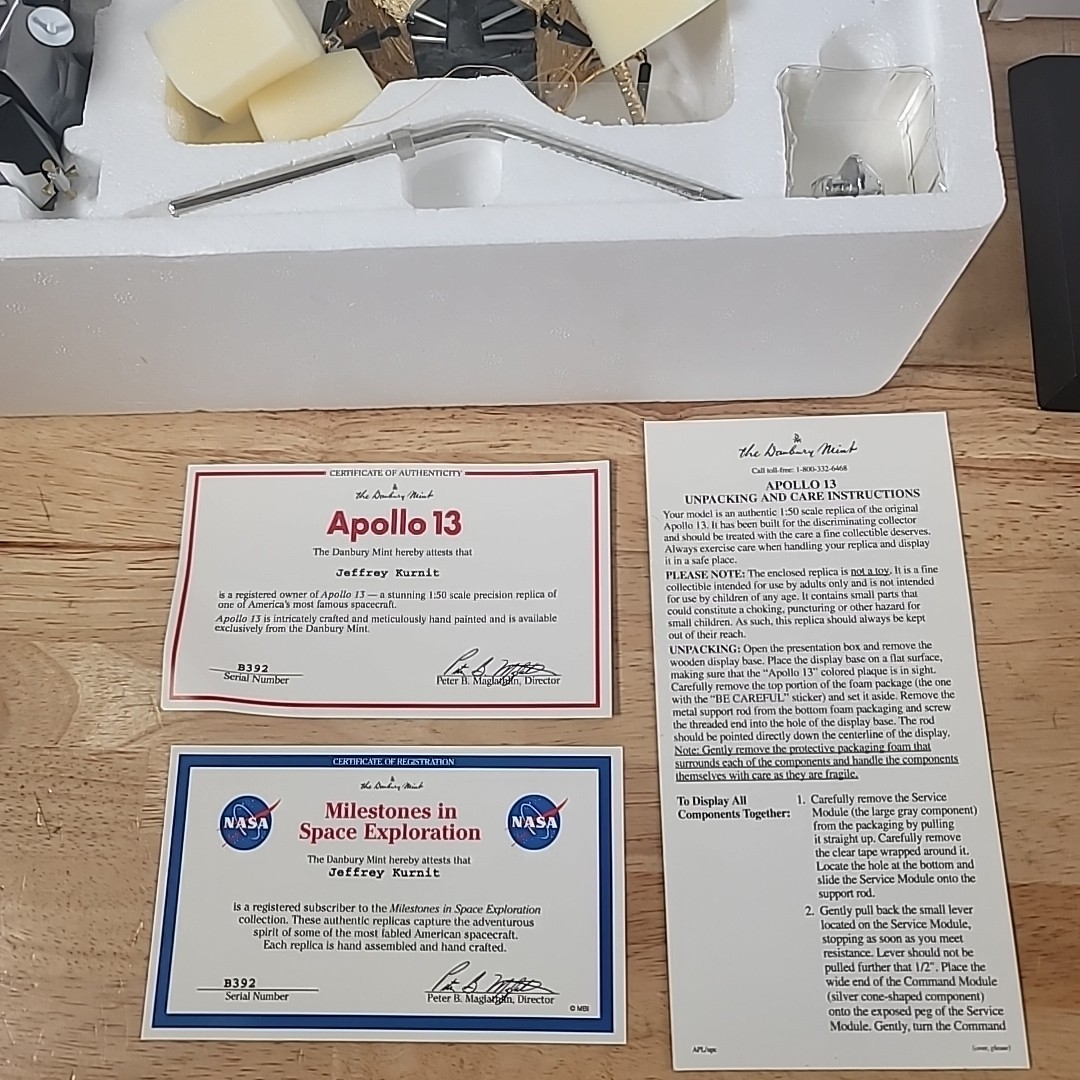 CERTIFICATE OF AUTHENTICITY
the Danbury Mint
Apollo 13
The Danbury Mint hereby attests that
Jeffrey Kurnit
is a registered owner of Apollo 13 — a stunning 1:50 scale precision replica of
one of America's most famous spacecraft.
Apollo 13 is intricately crafted and meticulously hand painted and is available
exclusively from the Danbury Mint.
B392
Serial Number
Peter B. Maglathlin, Director
CERTIFICATE OF REGISTRATION
the Danbury Mint
NASA
Milestones in
Space Exploration
NASA
The Danbury Mint hereby attests that
Jeffrey Kurnit
is a registered subscriber to the Milestones in Space Exploration
collection. These authentic replicas capture the adventurous
spirit of some of the most fabled American spacecraft.
Each replica is hand assembled and hand crafted.
B392
Serial Number
Peter B. Maglathlin, Director
© MBI
the Danbury Mint
Call toll-free: 1-800-332-6468
APOLLO 13
UNPACKING AND CARE INSTRUCTIONS
Your model is an authentic 1:50 scale replica of the original
Apollo 13. It has been built for the discriminating collector
and should be treated with the care a fine collectible deserves.
Always exercise care when handling your replica and display
it in a safe place.
PLEASE NOTE: The enclosed replica is not a toy. It is a fine
collectible intended for use by adults only and is not intended
for use by children of any age. It contains small parts that
could constitute a choking, puncturing or other hazard for
small children. As such, this replica should always be kept
out of their reach.
UNPACKING: Open the presentation box and remove the
wooden display base. Place the display base on a flat surface,
making sure that the "Apollo 13" colored plaque is in sight.
Carefully remove the top portion of the foam package (the one
with the "BE CAREFUL" sticker) and set it aside. Remove the
metal support rod from the bottom foam packaging and screw
the threaded end into the hole of the display base. The rod
should be pointed directly down the centerline of the display.
Note: Gently remove the protective packaging foam that
surrounds each of the components and handle the components
themselves with care as they are fragile.
To Display All
Components Together:
1. Carefully remove the Service
Module (the large gray component)
from the packaging by pulling
it straight up. Carefully remove
the clear tape wrapped around it.
Locate the hole at the bottom and
slide the Service Module onto the
support rod.
2. Gently pull back the small lever
located on the Service Module,
stopping as soon as you meet
resistance. Lever should not be
pulled further that 1/2". Place the
wide end of the Command Module
(silver cone-shaped component)
onto the exposed peg of the Service
Module. Gently, turn the Command
(over, please)